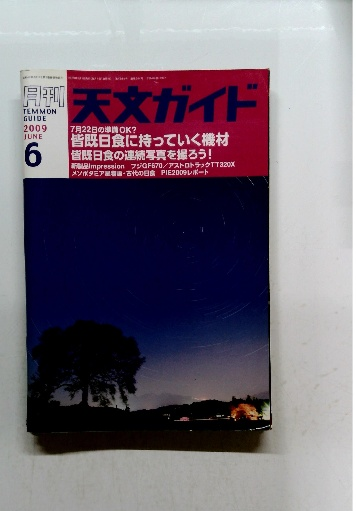 月刊
天文ガイド
TEMMON
GUIDE
2009
JUNE
6
7月22日の準備OK?
皆既日食に持っていく機材
皆既日食の連続写真を撮ろう!
新製品Impression フジGF670/アストロトラックTT320X
メソポタミア見聞録・古代の日食 PIE2009レポート